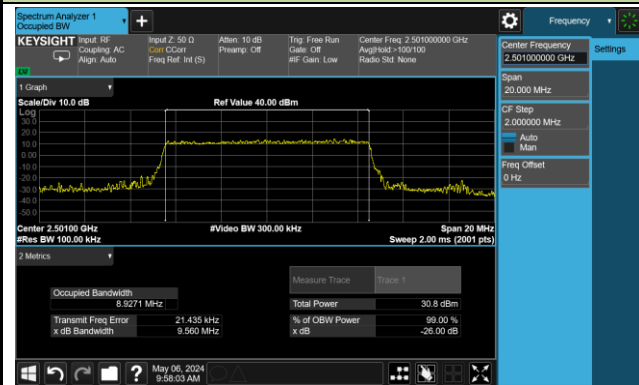 Spectrum Analyzer 1
Occupied BW
Frequency
KEYSIGHT
Input: RF
Coupling: AC
Align: Auto
Input Z: 50 Ω
Corr CCorr
Freq Ref: Int (S)
Atten: 10 dB
Preamp: Off
Trig: Free Run
Gate: Off
#IF Gain: Low
Center Freq: 2.501000000 GHz
Avg|Hold:>100/100
Radio Std: None
Center Frequency
2.501000000 GHz
Settings
Span
20.000 MHz
CF Step
2.000000 MHz
Auto
Man
Freq Offset
0 Hz
1 Graph
Scale/Div 10.0 dB
Ref Value 40.00 dBm
Log
30.0
20.0
10.0
0.00
-10.0
-20.0
-30.0
-40.0
-50.0
Center 2.50100 GHz
#Video BW 300.00 kHz
Span 20 MHz
#Res BW 100.00 kHz
Sweep 2.00 ms (2001 pts)
2 Metrics
Measure Trace
Trace 1
Occupied Bandwidth
8.9271 MHz
Total Power
30.8 dBm
Transmit Freq Error
21.435 kHz
% of OBW Power
99.00 %
x dB Bandwidth
9.560 MHz
x dB
-26.00 dB
May 06, 2024
9:58:03 AM